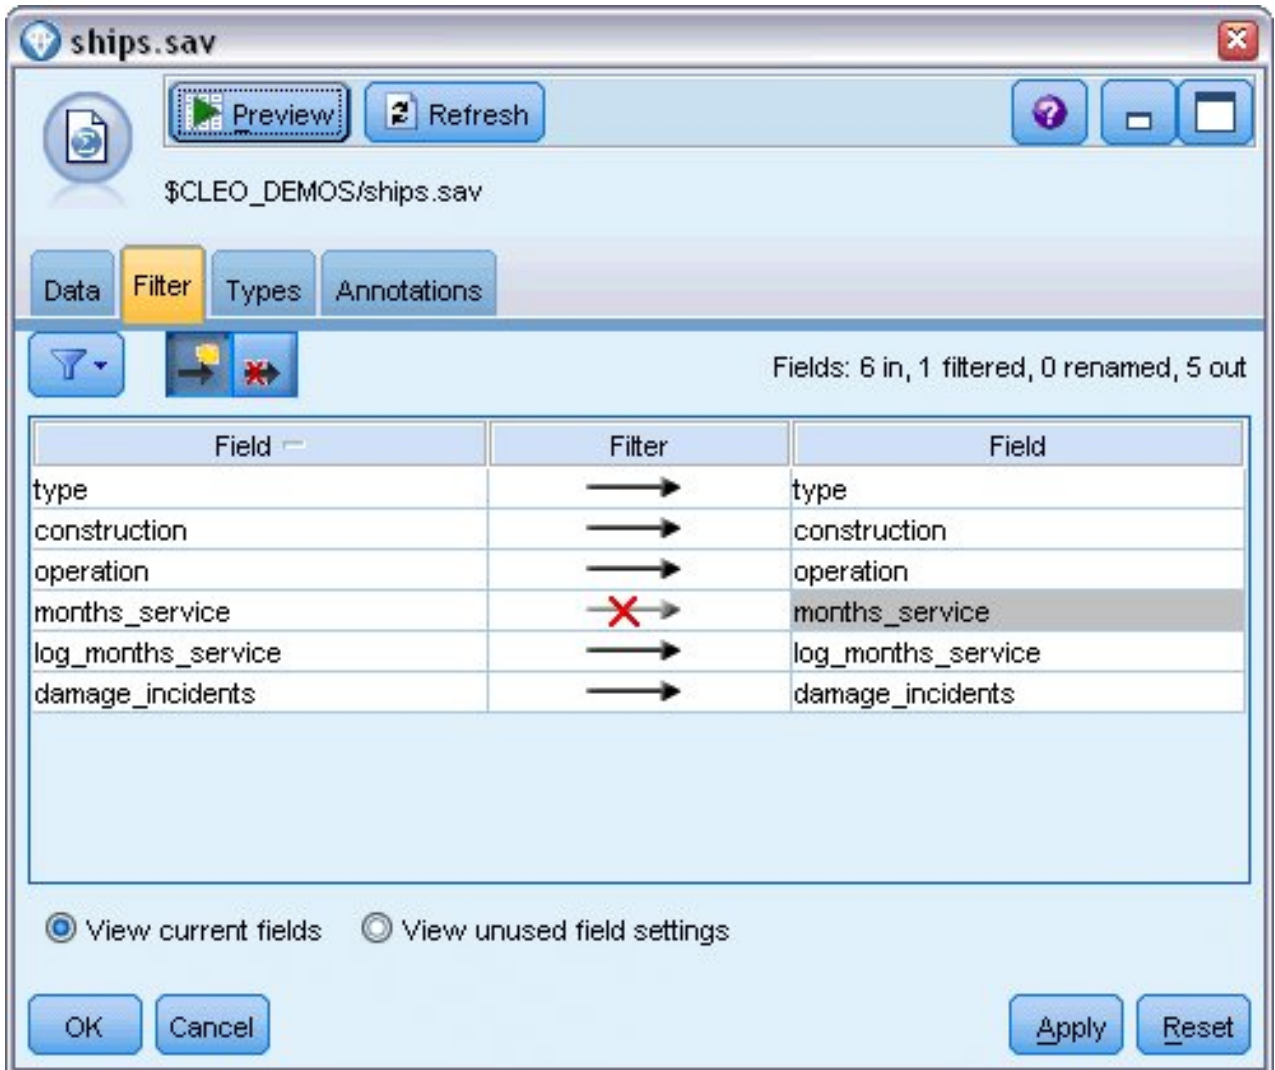 ships.sav
Preview Refresh
$CLEO_DEMOS/ships.sav
Data Filter Types Annotations
Fields: 6 in, 1 filtered, 0 renamed, 5 out
Field Filter Field
type type
construction construction
operation operation
months_service months_service
log_months_service log_months_service
damage_incidents damage_incidents
View current fields View unused field settings
OK Cancel Apply Reset